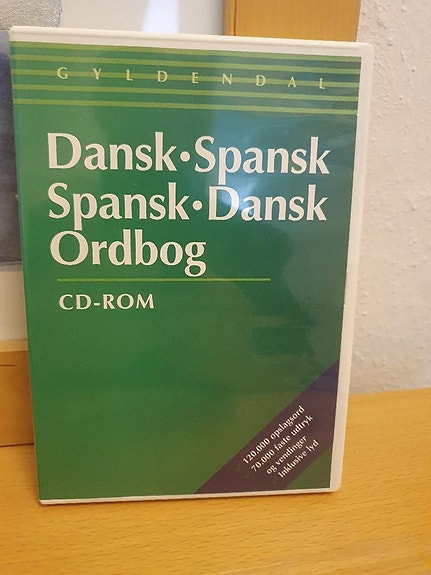 GYLDENDAL
Dansk•Spansk
Spansk•Dansk
Ordbog
CD-ROM
120.000 opslagsord
70.000 faste udtryk
og vendinger
Inklusive lyd